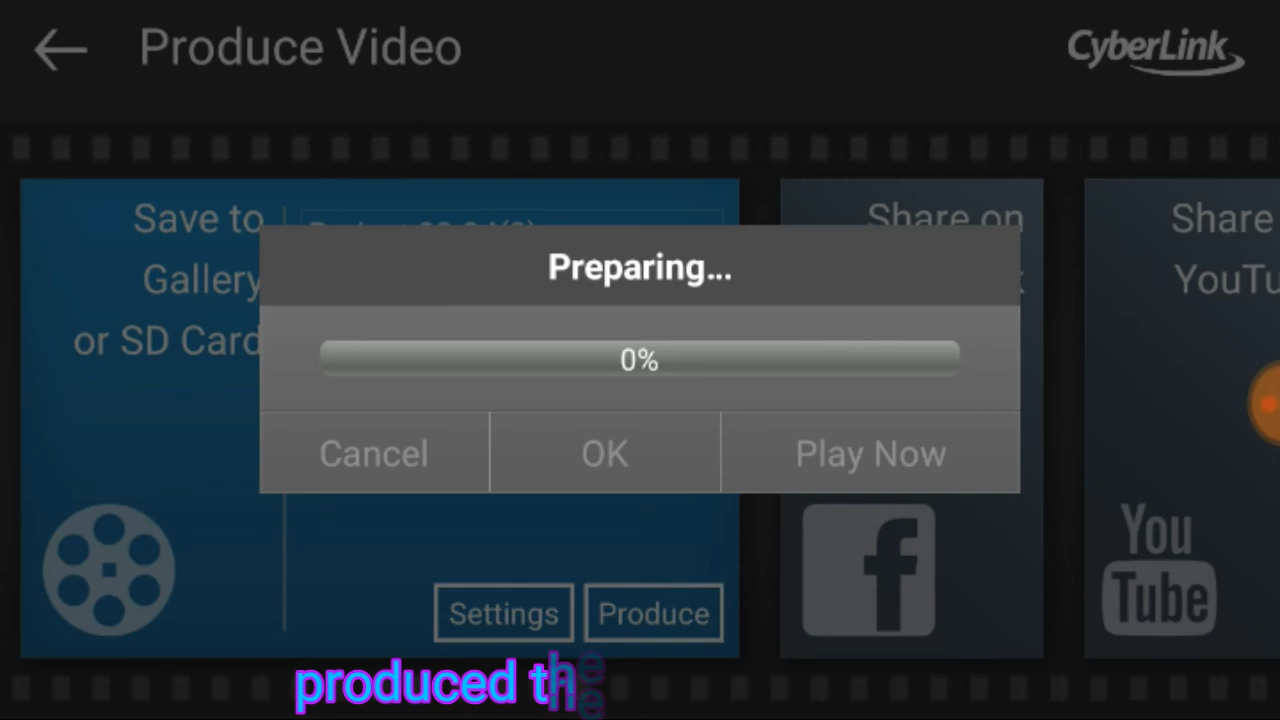 Produce Video
CyberLink
Save to
Gallery
or SD Card
Share on
Share
YouTu
Preparing...
0%
Cancel
OK
Play Now
Settings
Produce
You
Tube
produced the